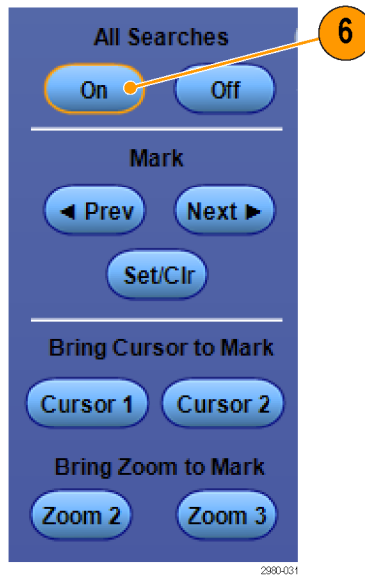 All Searches
6
On Off
Mark
◄ Prev Next ►
Set/Clr
Bring Cursor to Mark
Cursor 1 Cursor 2
Bring Zoom to Mark
Zoom 2 Zoom 3
2980-031